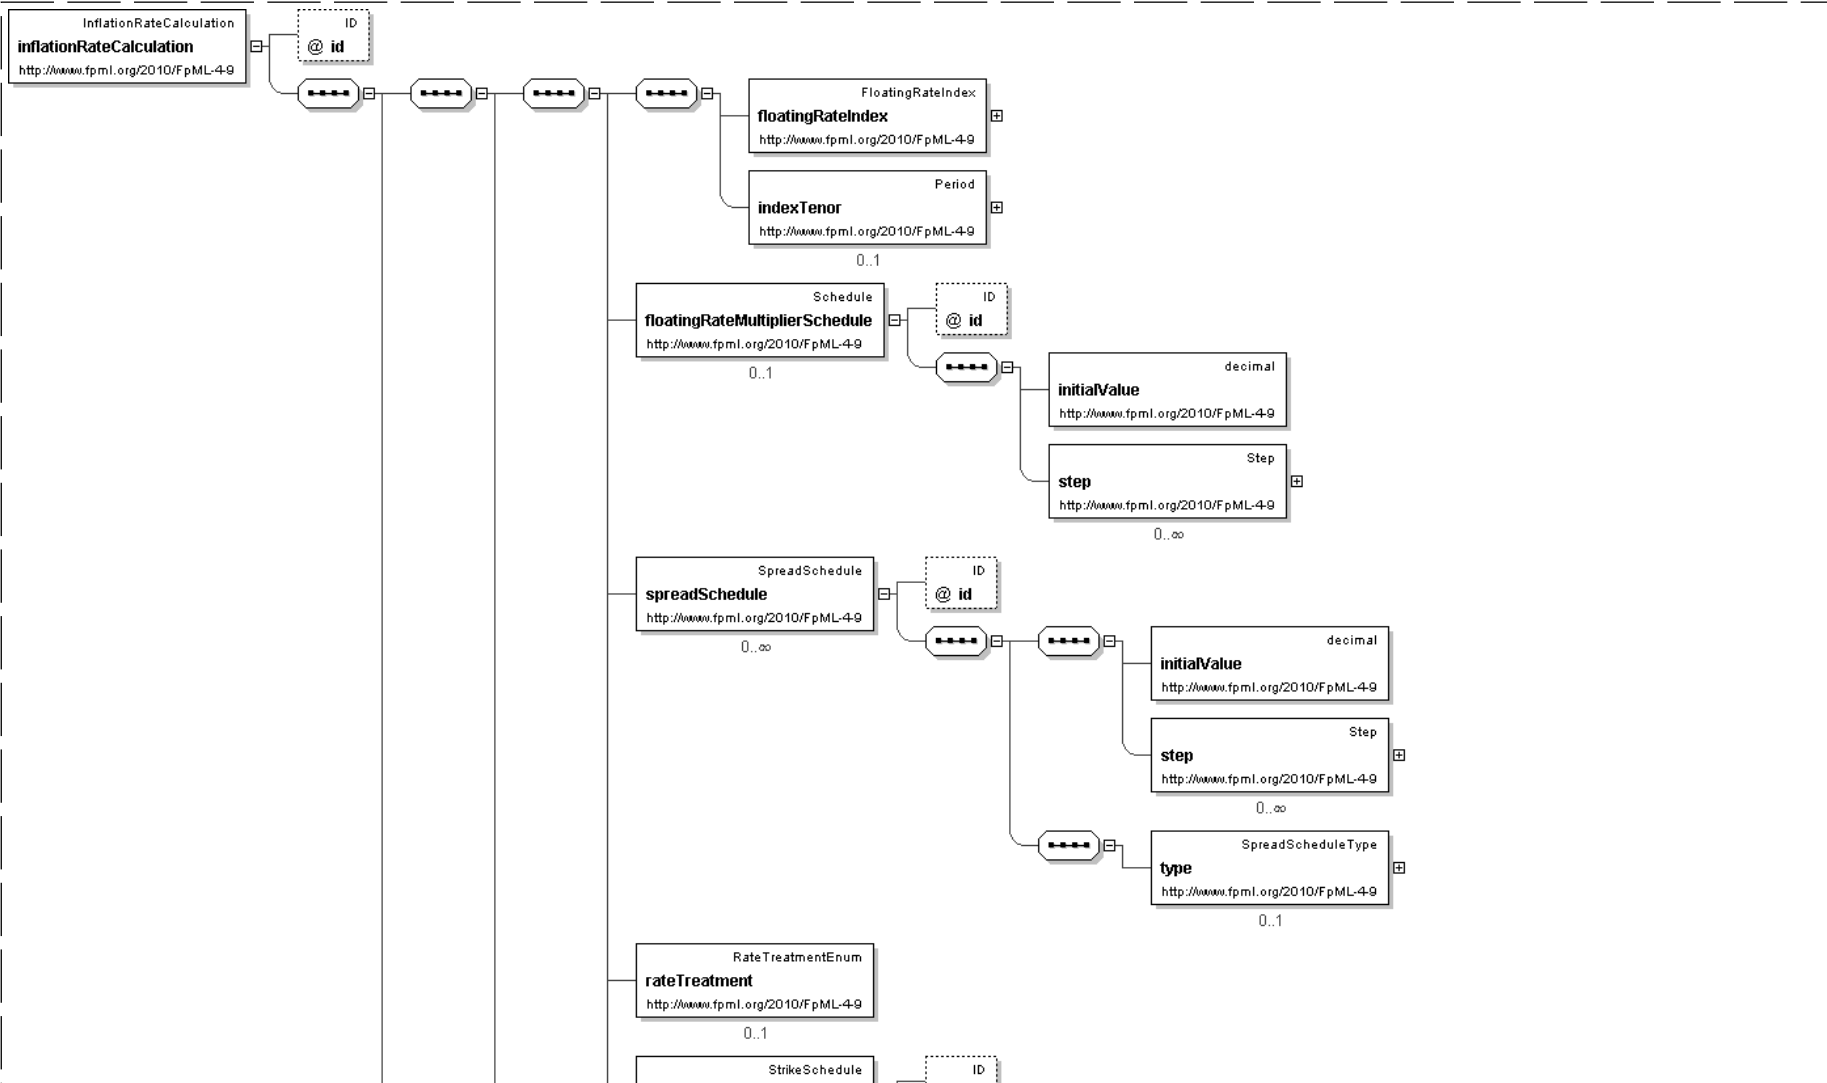 InflationRateCalculation
inflationRateCalculation
http://www.fpml.org/2010/FpML-4-9
ID
@ id
FloatingRateIndex
floatingRateIndex
http://www.fpml.org/2010/FpML-4-9
Period
indexTenor
http://www.fpml.org/2010/FpML-4-9
0..1
Schedule
floatingRateMultiplierSchedule
http://www.fpml.org/2010/FpML-4-9
0..1
ID
@ id
decimal
initialValue
http://www.fpml.org/2010/FpML-4-9
Step
step
http://www.fpml.org/2010/FpML-4-9
0..∞
SpreadSchedule
spreadSchedule
http://www.fpml.org/2010/FpML-4-9
0..∞
ID
@ id
decimal
initialValue
http://www.fpml.org/2010/FpML-4-9
Step
step
http://www.fpml.org/2010/FpML-4-9
0..∞
SpreadScheduleType
type
http://www.fpml.org/2010/FpML-4-9
0..1
RateTreatmentEnum
rateTreatment
http://www.fpml.org/2010/FpML-4-9
0..1
StrikeSchedule
ID